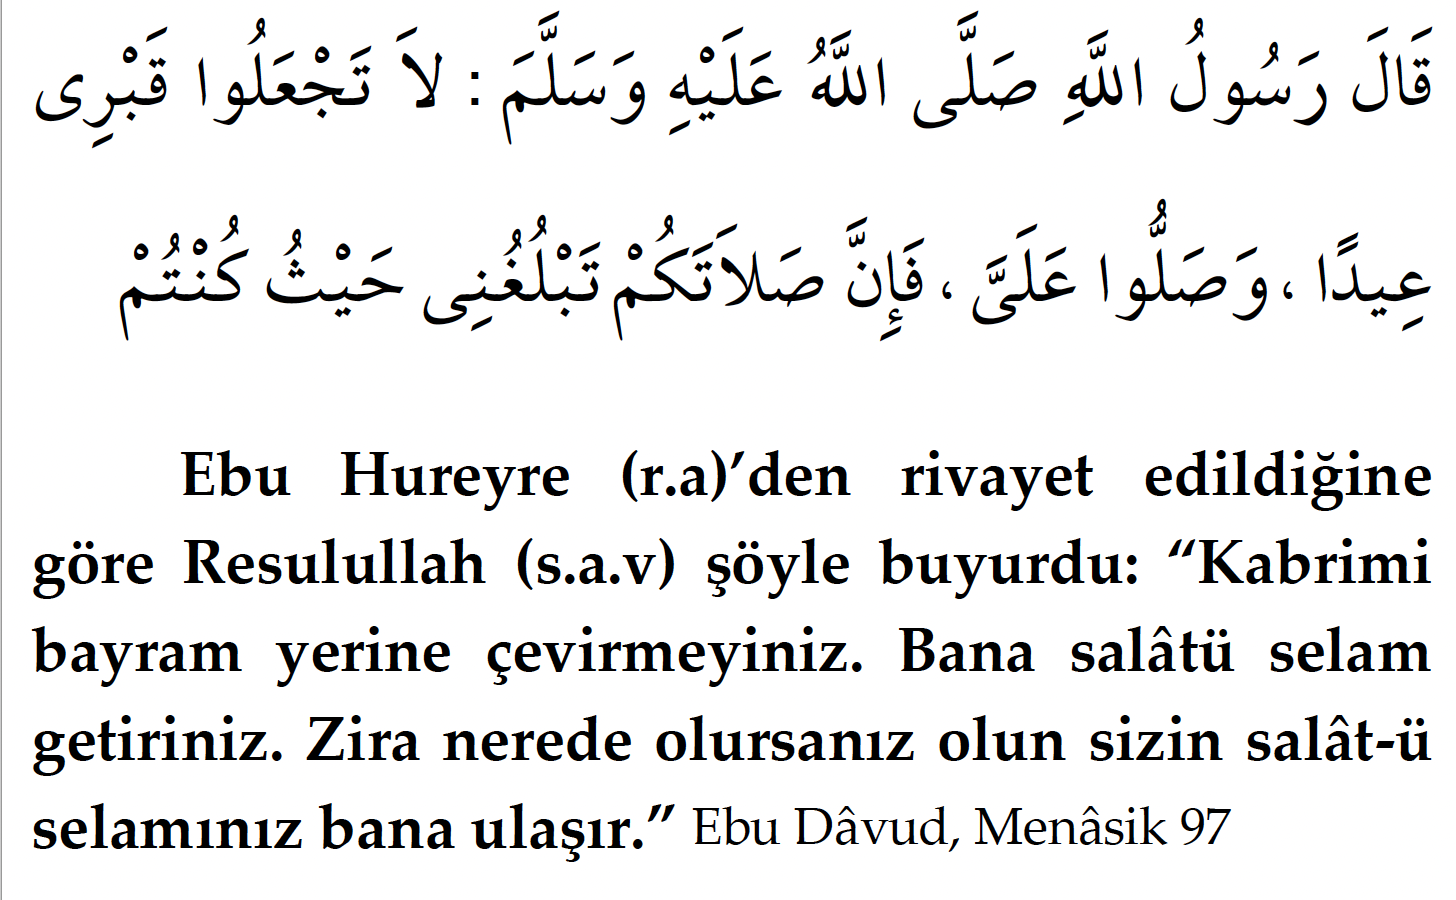 قَالَ رَسُولُ اللَّهِ صَلَّى اللَّهُ عَلَيْهِ وَسَلَّمَ : لاَ تَجْعَلُوا قَبْرِى
عِيدًا ، وَصَلُّوا عَلَىَّ ، فَإِنَّ صَلاَتَكُمْ تَبْلُغُنِى حَيْثُ كُنْتُمْ
Ebu Hureyre (r.a)’den rivayet edildiğine
göre Resulullah (s.a.v) şöyle buyurdu: “Kabrimi
bayram yerine çevirmeyiniz. Bana salâtü selam
getiriniz. Zira nerede olursanız olun sizin salât-ü
selamınız bana ulaşır.” Ebu Dâvud, Menâsik 97